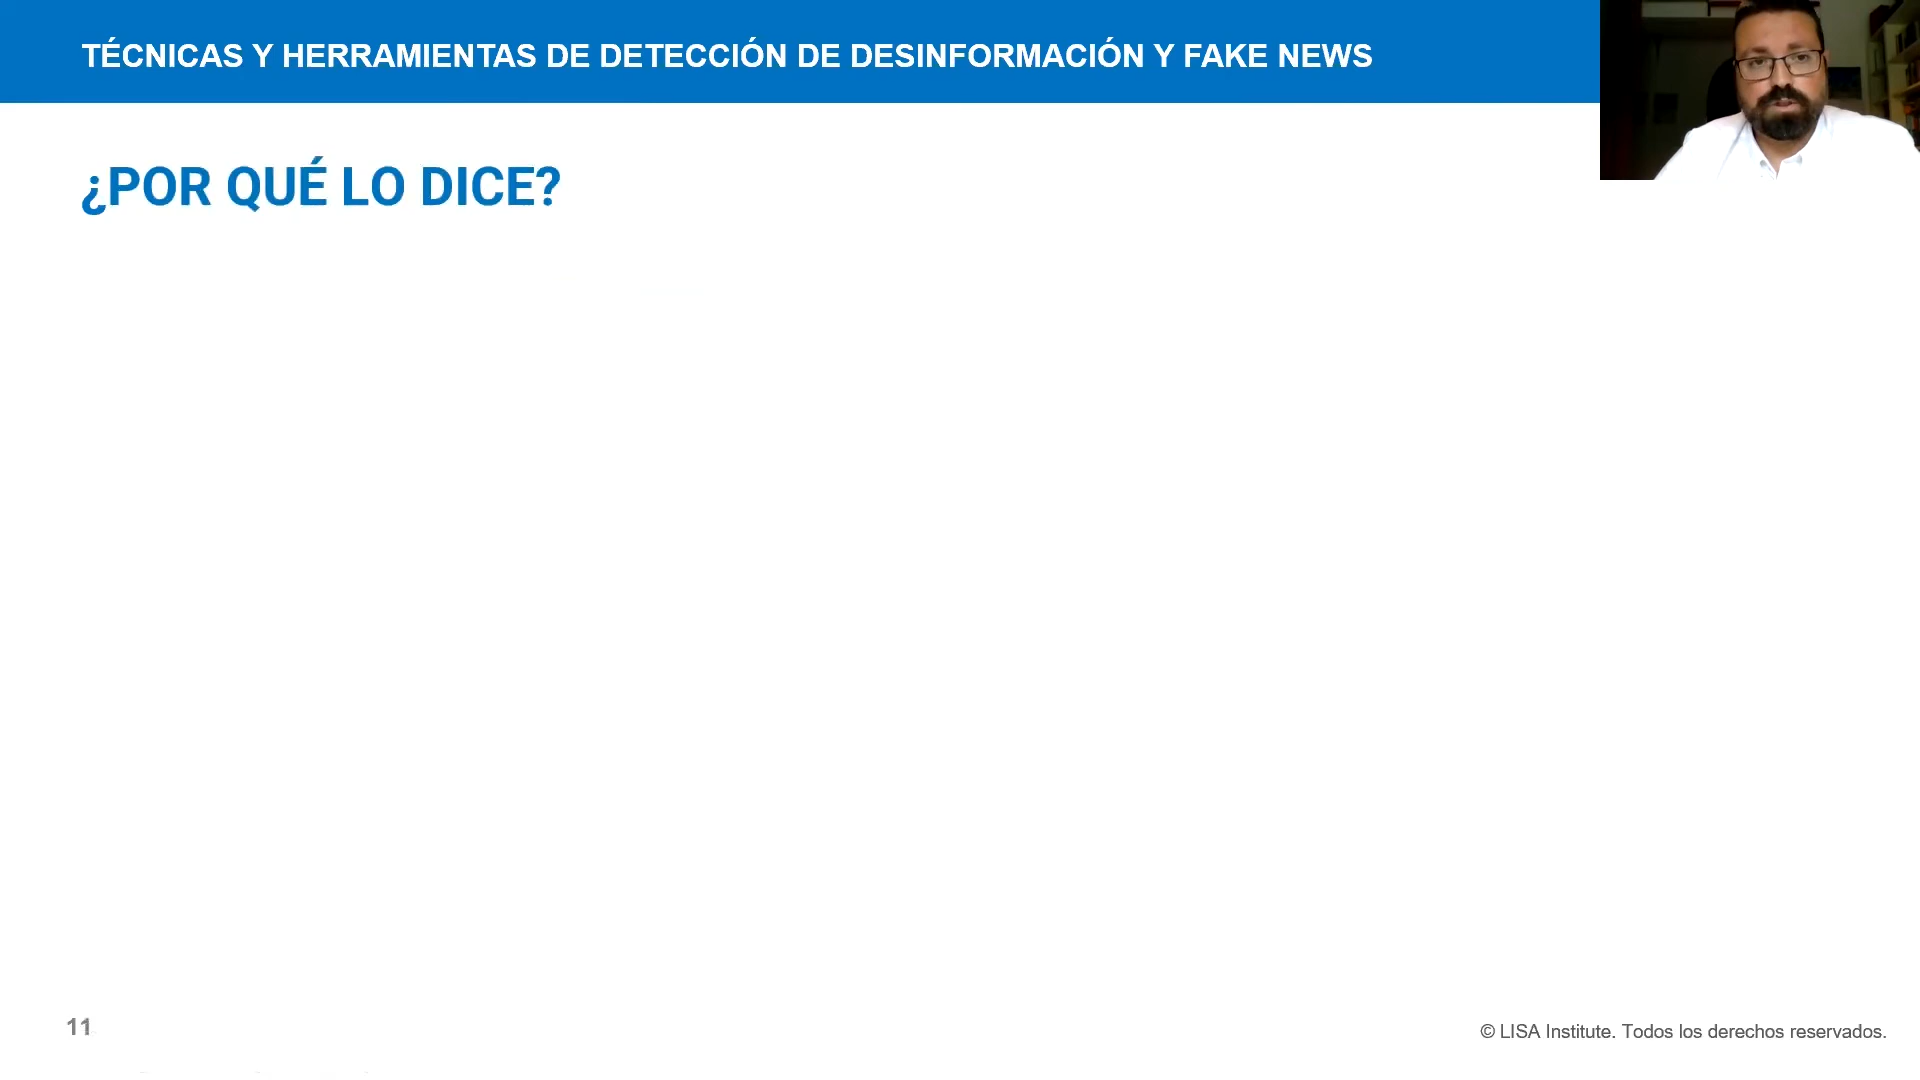 TÉCNICAS Y HERRAMIENTAS DE DETECCIÓN DE DESINFORMACIÓN Y FAKE NEWS
¿POR QUÉ LO DICE?
11
© LISA Institute. Todos los derechos reservados.